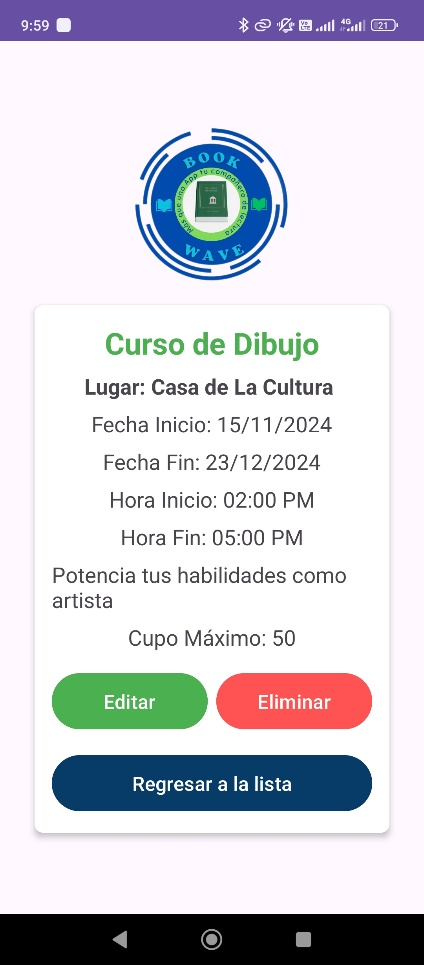 9:59
4G
21
BOOK
Más que una App tu compañero de lectura
WAVE
Curso de Dibujo
Lugar: Casa de La Cultura
Fecha Inicio: 15/11/2024
Fecha Fin: 23/12/2024
Hora Inicio: 02:00 PM
Hora Fin: 05:00 PM
Potencia tus habilidades como
artista
Cupo Máximo: 50
Editar
Eliminar
Regresar a la lista